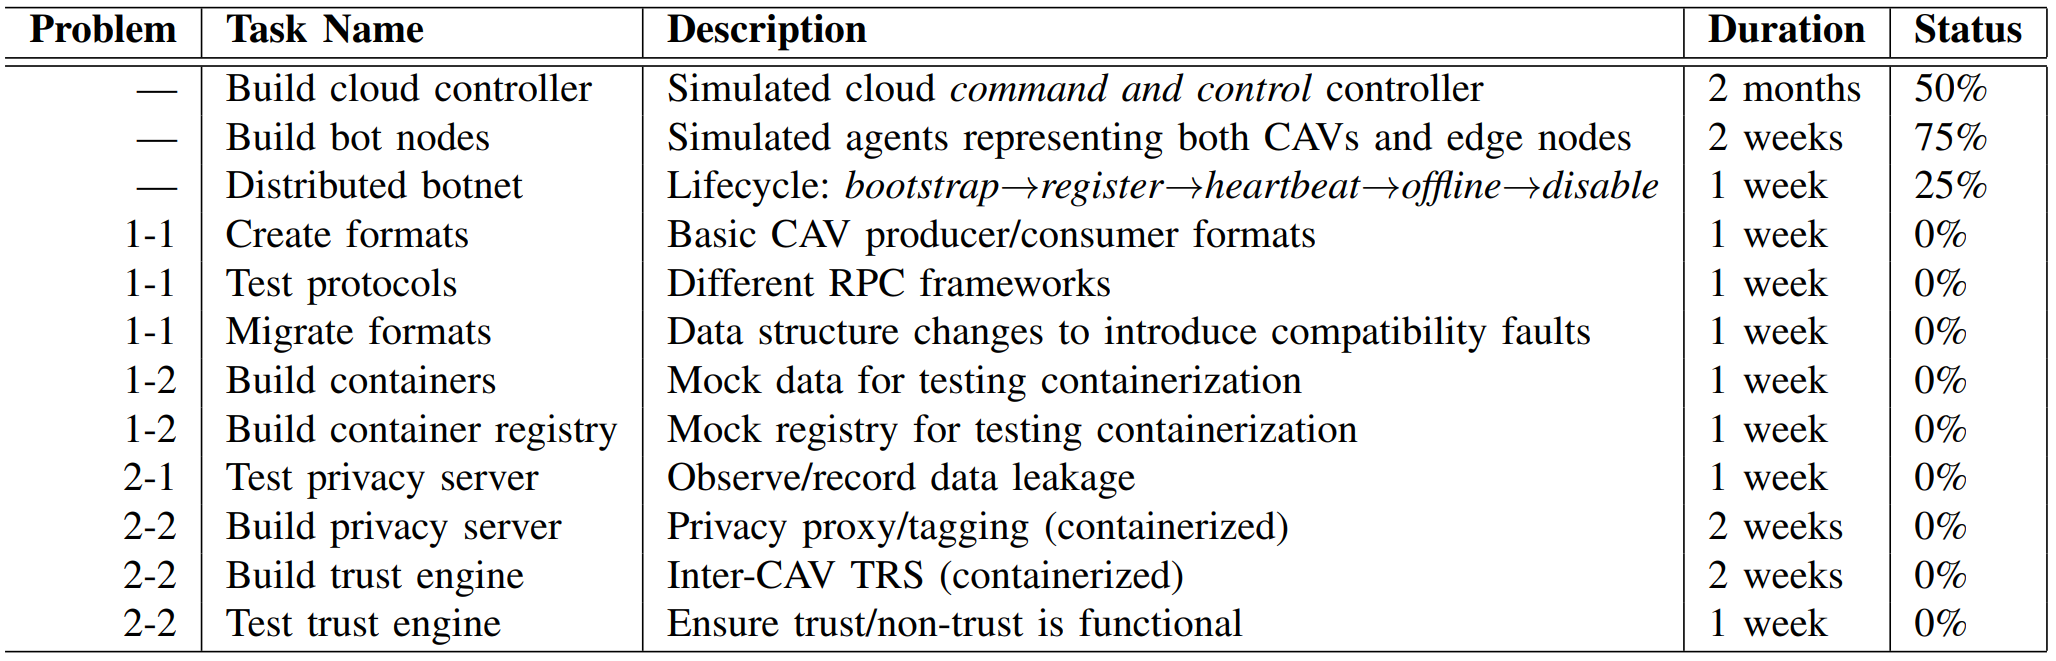 Problem Task Name Description Duration Status
— Build cloud controller Simulated cloud command and control controller 2 months 50%
— Build bot nodes Simulated agents representing both CAVs and edge nodes 2 weeks 75%
— Distributed botnet Lifecycle: bootstrap→register→heartbeat→offline→disable 1 week 25%
1-1 Create formats Basic CAV producer/consumer formats 1 week 0%
1-1 Test protocols Different RPC frameworks 1 week 0%
1-1 Migrate formats Data structure changes to introduce compatibility faults 1 week 0%
1-2 Build containers Mock data for testing containerization 1 week 0%
1-2 Build container registry Mock registry for testing containerization 1 week 0%
2-1 Test privacy server Observe/record data leakage 1 week 0%
2-2 Build privacy server Privacy proxy/tagging (containerized) 2 weeks 0%
2-2 Build trust engine Inter-CAV TRS (containerized) 2 weeks 0%
2-2 Test trust engine Ensure trust/non-trust is functional 1 week 0%